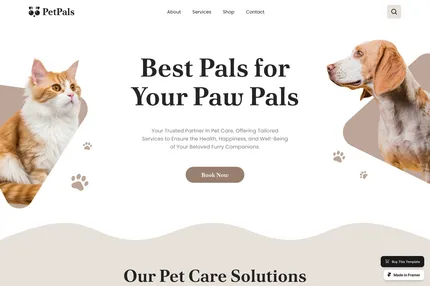 PetPals
About Services Shop Contact
Best Pals for
Your Paw Pals
Your Trusted Partner in Pet Care, Offering Tailored
Services to Ensure the Health, Happiness, and Well-Being
of Your Beloved Furry Companions.
Book Now
Buy This Template
Made in Framer
Our Pet Care Solutions